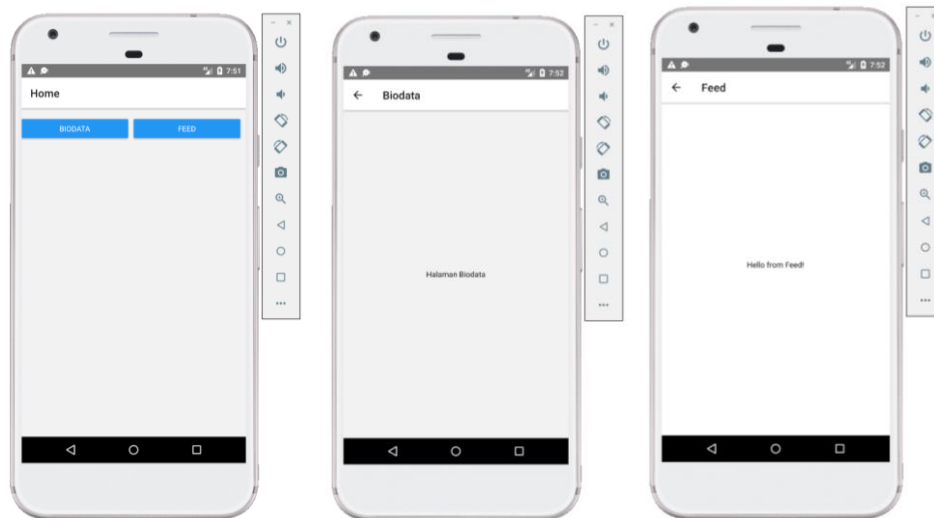 7:51
Home
BIODATA
FEED
7:52
Biodata
Halaman Biodata
7:52
Feed
Hello from Feed!